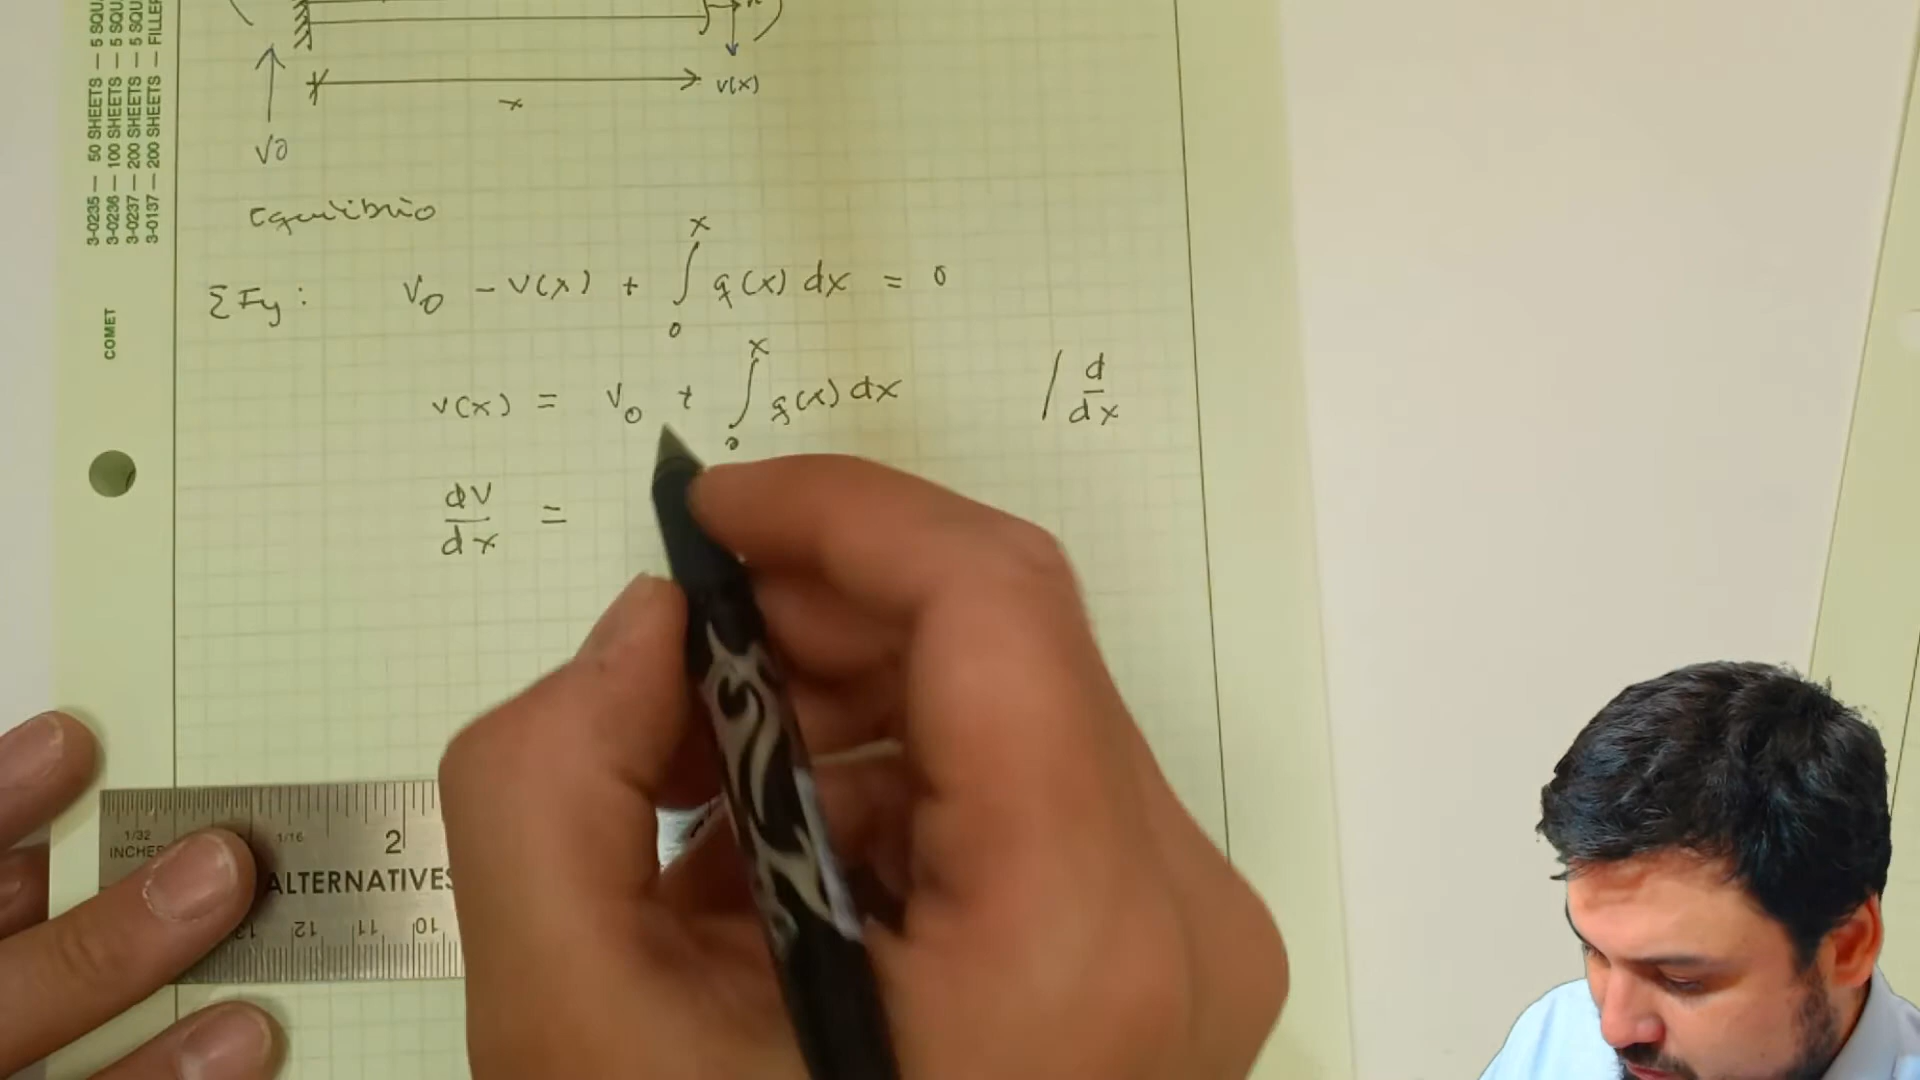 3-0235 — 50 SHEETS — 5 SQU
3-0236 — 100 SHEETS — 5 SQU
3-0237 — 200 SHEETS — 5 SQU
3-0137 — 200 SHEETS — FILLER
COMET
x
V(x)
V0
Equilibrio
ΣFy: V₀ - V(x) + ∫₀ˣ q(x) dx = 0
V(x) = V₀ + ∫₀ˣ q(x) dx / d/dx
dV/dx =
1/32
1/16
INCHES
2
ALTERNATIVES
13 12 11 10